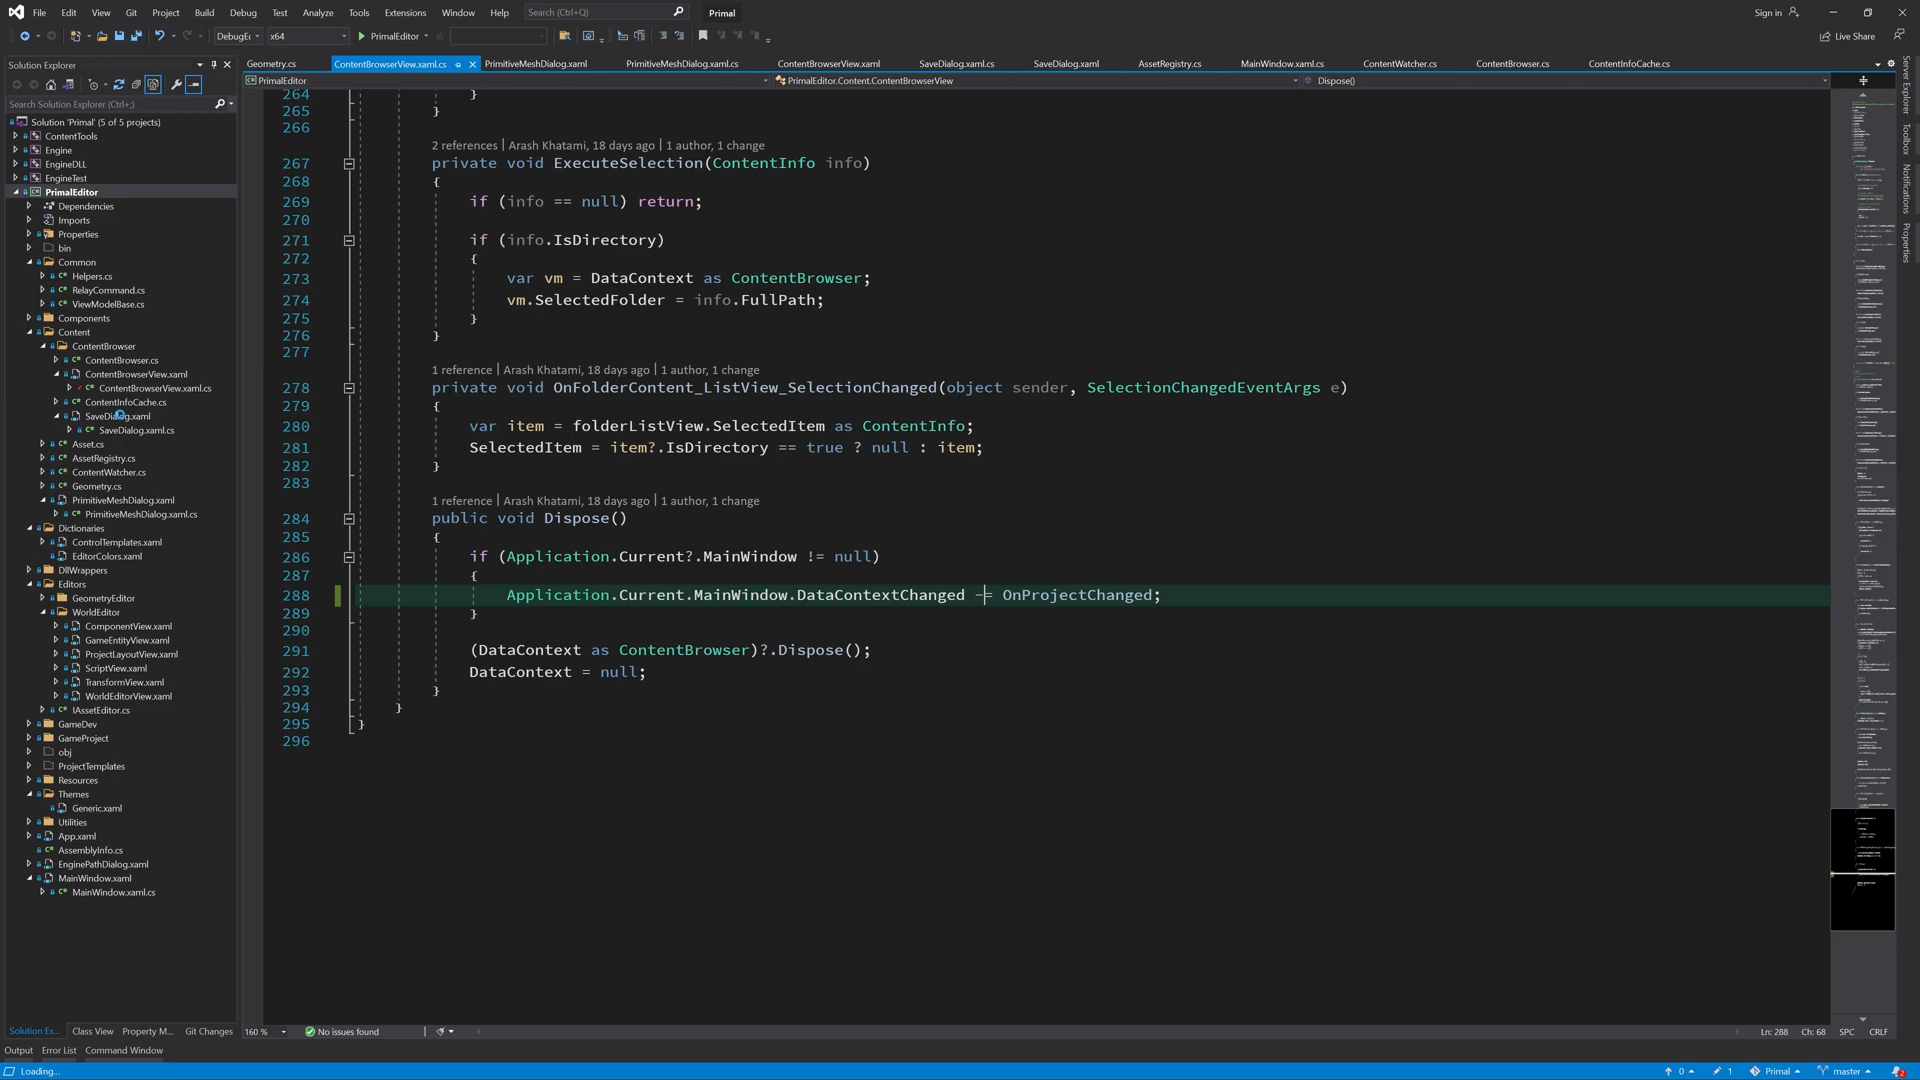 File Edit View Git Project Build Debug Test Analyze Tools Extensions Window Help Search (Ctrl+Q) Primal Sign in
DebugE x64 PrimalEditor Live Share
Solution Explorer
Geometry.cs ContentBrowserView.xaml.cs PrimitiveMeshDialog.xaml PrimitiveMeshDialog.xaml.cs ContentBrowserView.xaml SaveDialog.xaml.cs SaveDialog.xaml AssetRegistry.cs MainWindow.xaml.cs ContentWatcher.cs ContentBrowser.cs ContentInfoCache.cs
PrimalEditor PrimalEditor.Content.ContentBrowserView Dispose()
Search Solution Explorer (Ctrl+;)
Solution 'Primal' (5 of 5 projects)
ContentTools
Engine
EngineDLL
EngineTest
PrimalEditor
Dependencies
Imports
Properties
bin
Common
Helpers.cs
RelayCommand.cs
ViewModelBase.cs
Components
Content
ContentBrowser
ContentBrowser.cs
ContentBrowserView.xaml
ContentBrowserView.xaml.cs
ContentInfoCache.cs
SaveDialog.xaml
SaveDialog.xaml.cs
Asset.cs
AssetRegistry.cs
ContentWatcher.cs
Geometry.cs
PrimitiveMeshDialog.xaml
PrimitiveMeshDialog.xaml.cs
Dictionaries
ControlTemplates.xaml
EditorColors.xaml
DllWrappers
Editors
GeometryEditor
WorldEditor
ComponentView.xaml
GameEntityView.xaml
ProjectLayoutView.xaml
ScriptView.xaml
TransformView.xaml
WorldEditorView.xaml
IAssetEditor.cs
GameDev
GameProject
obj
ProjectTemplates
Resources
Themes
Generic.xaml
Utilities
App.xaml
AssemblyInfo.cs
EnginePathDialog.xaml
MainWindow.xaml
MainWindow.xaml.cs
264 }
265 }
266
2 references | Arash Khatami, 18 days ago | 1 author, 1 change
267 private void ExecuteSelection(ContentInfo info)
268 {
269 if (info == null) return;
270
271 if (info.IsDirectory)
272 {
273 var vm = DataContext as ContentBrowser;
274 vm.SelectedFolder = info.FullPath;
275 }
276 }
277
1 reference | Arash Khatami, 18 days ago | 1 author, 1 change
278 private void OnFolderContent_ListView_SelectionChanged(object sender, SelectionChangedEventArgs e)
279 {
280 var item = folderListView.SelectedItem as ContentInfo;
281 SelectedItem = item?.IsDirectory == true ? null : item;
282 }
283
1 reference | Arash Khatami, 18 days ago | 1 author, 1 change
284 public void Dispose()
285 {
286 if (Application.Current?.MainWindow != null)
287 {
288 Application.Current.MainWindow.DataContextChanged -= OnProjectChanged;
289 }
290
291 (DataContext as ContentBrowser)?.Dispose();
292 DataContext = null;
293 }
294 }
295 }
296
Server Explorer
Toolbox
Notifications
Properties
Solution Ex... Class View Property M... Git Changes 160 % No issues found Ln: 288 Ch: 68 SPC CRLF
Output Error List Command Window
Loading... 0 1 Primal master 2